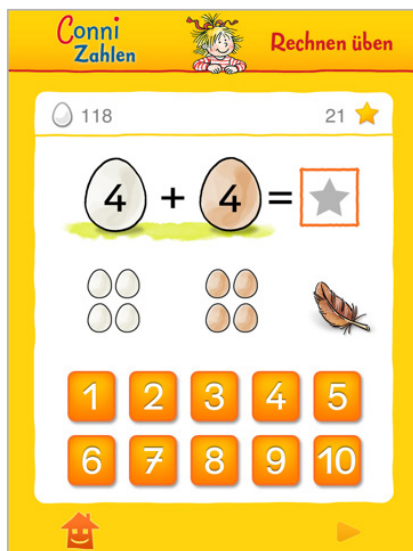 Conni
Zahlen
Rechnen üben
118
21
4 + 4 =
1 2 3 4 5
6 7 8 9 10